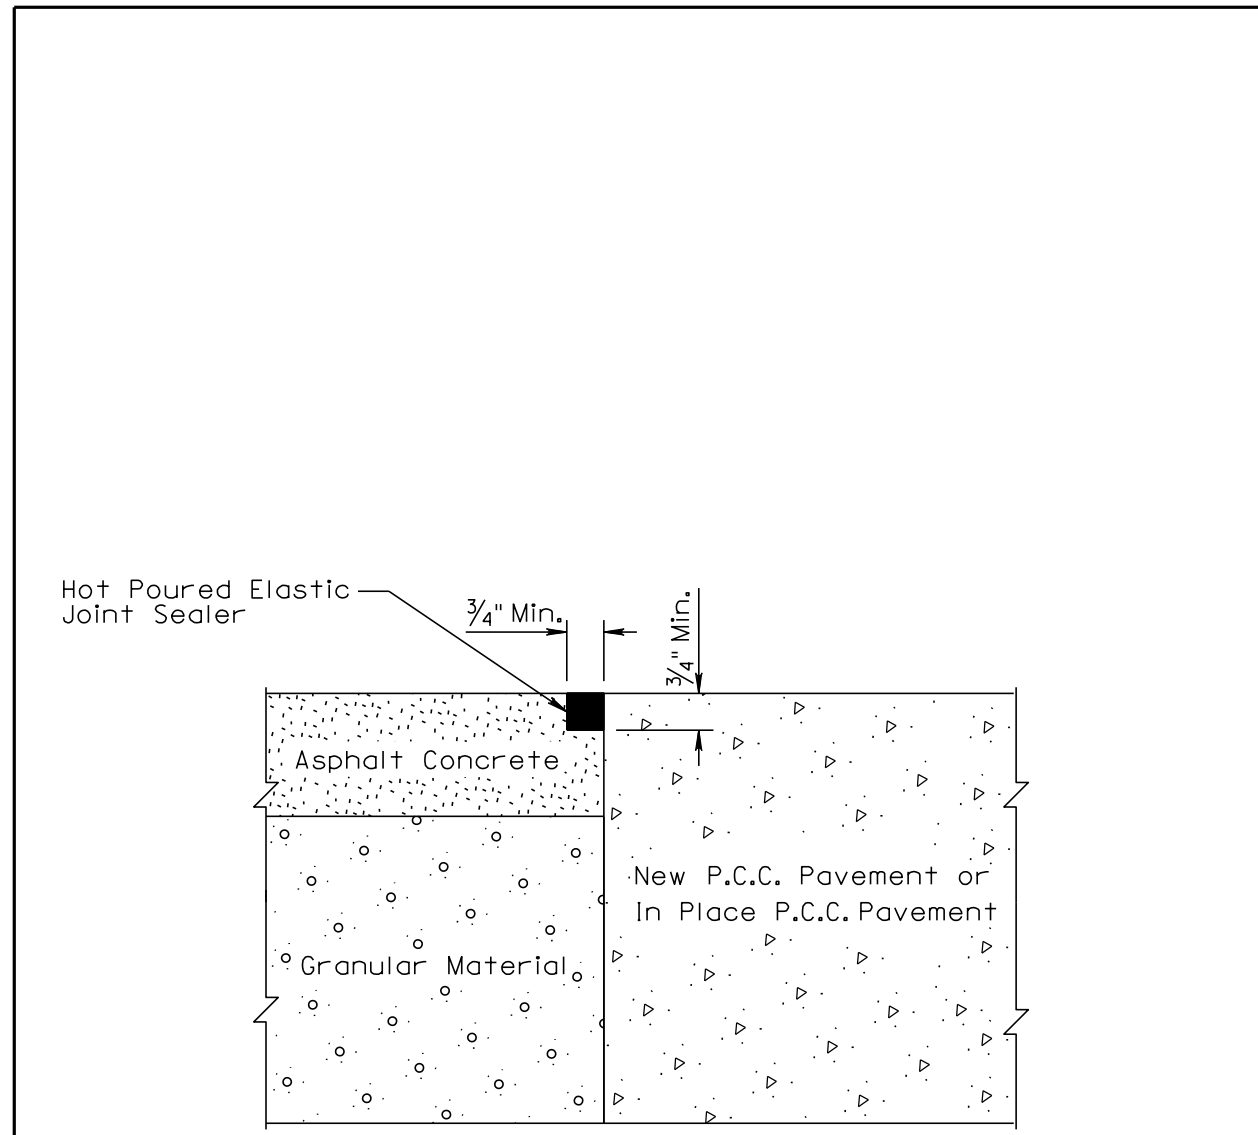 Hot Poured Elastic
Joint Sealer
3/4" Min.
3/4" Min.
Asphalt Concrete
New P.C.C. Pavement or
In Place P.C.C. Pavement
Granular Material